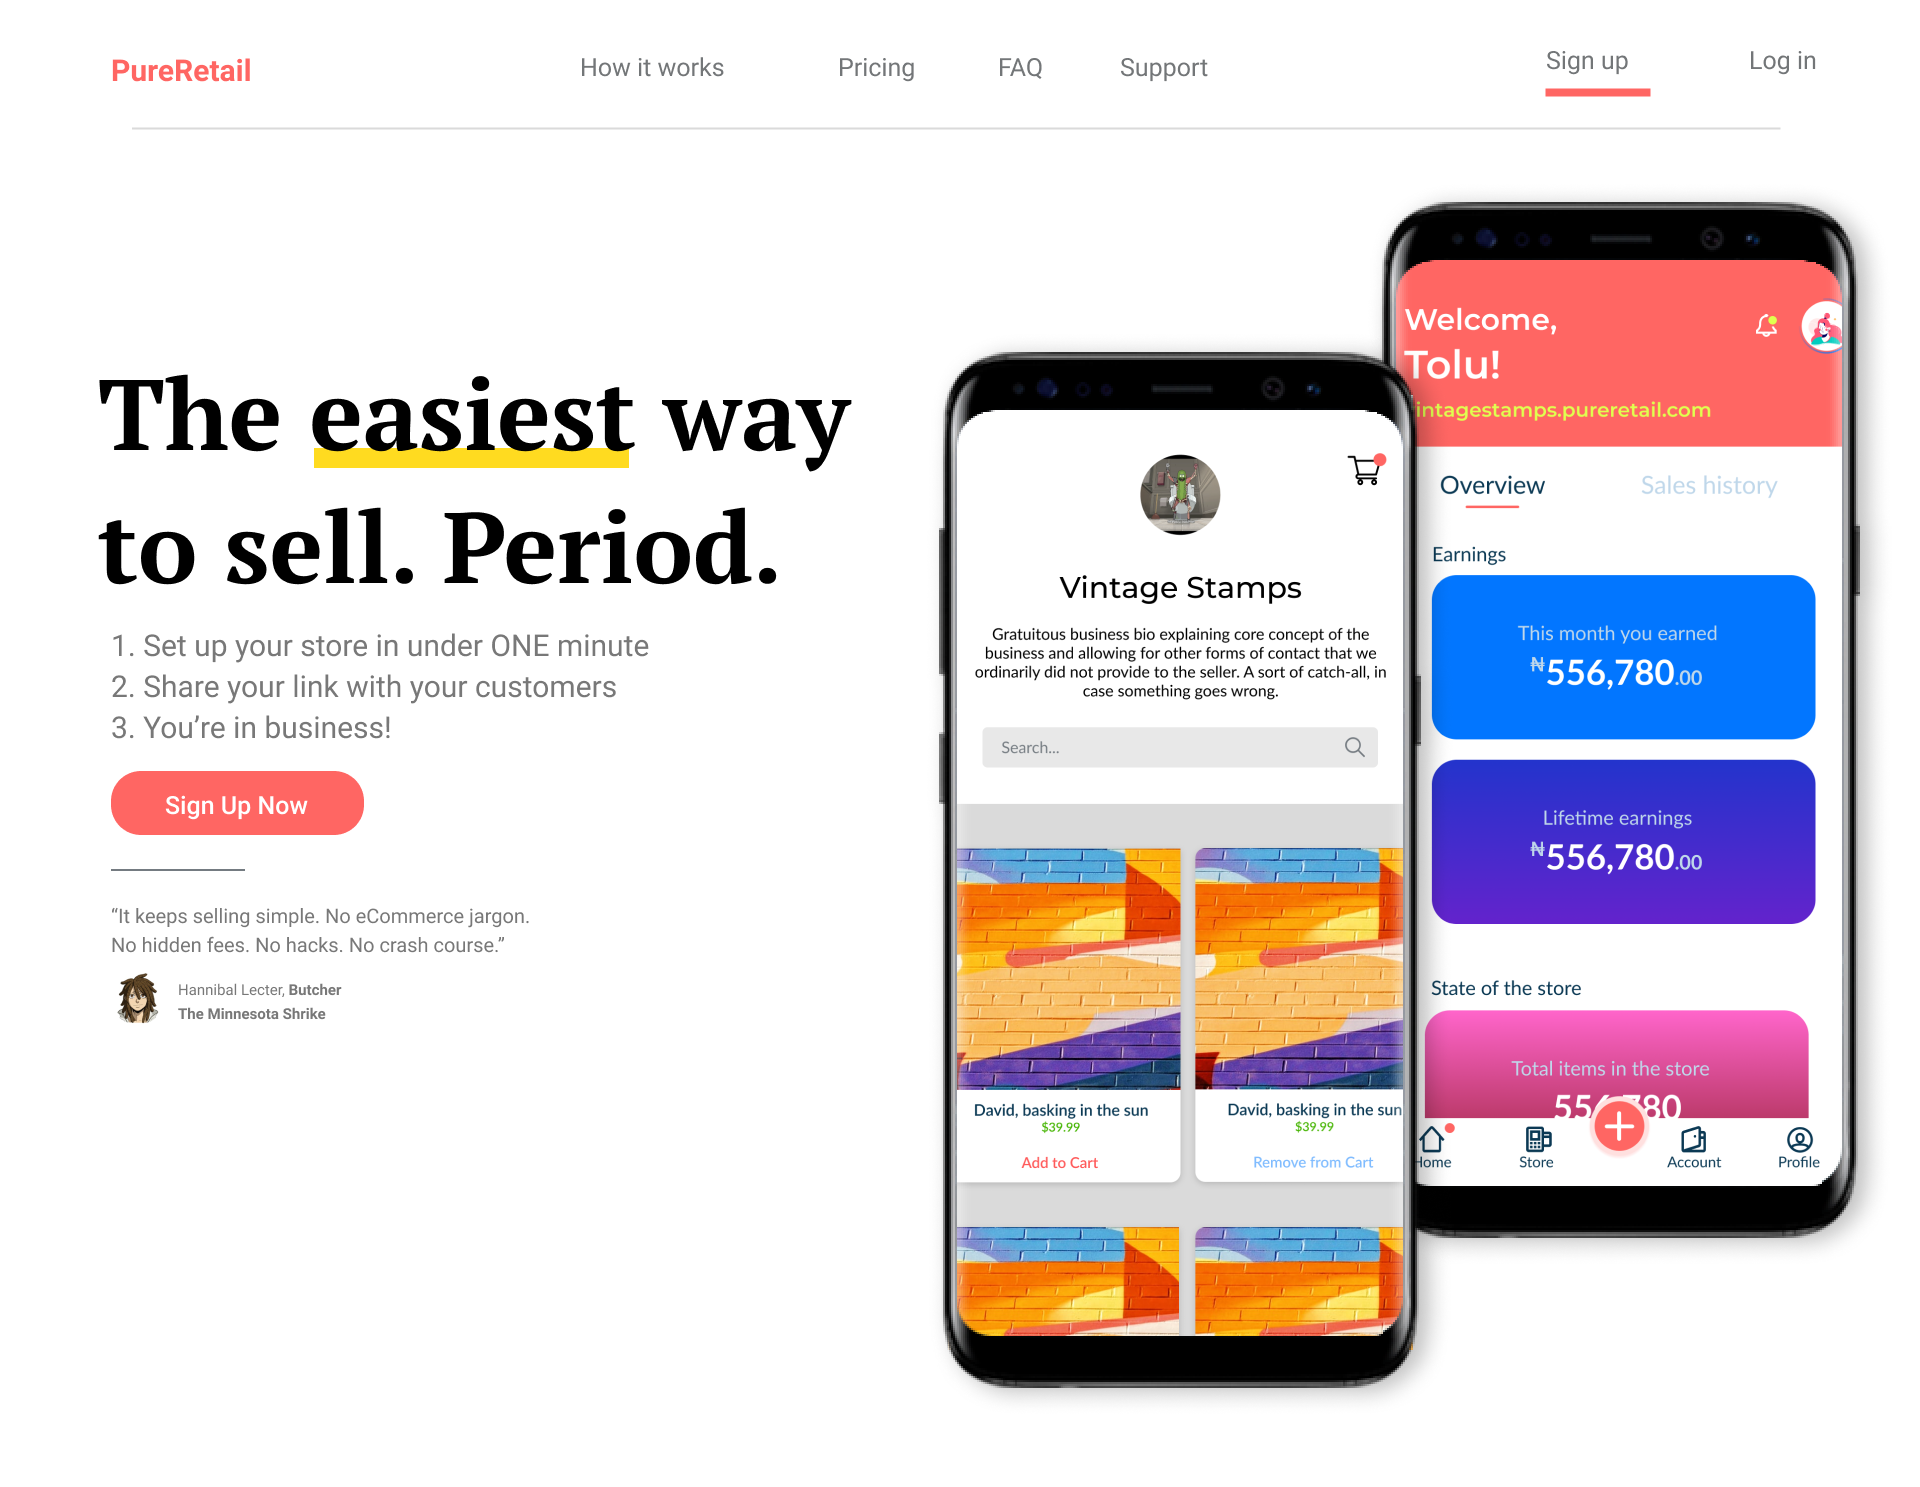 PureRetail
How it works
Pricing
FAQ
Support
Sign up
Log in
The easiest way
to sell. Period.
1. Set up your store in under ONE minute
2. Share your link with your customers
3. You’re in business!
Sign Up Now
“It keeps selling simple. No eCommerce jargon.
No hidden fees. No hacks. No crash course.”
Hannibal Lecter, Butcher
The Minnesota Shrike
Vintage Stamps
Gratuitous business bio explaining core concept of the
business and allowing for other forms of contact that we
ordinarily did not provide to the seller. A sort of catch-all, in
case something goes wrong.
Search...
David, basking in the sun
$39.99
Add to Cart
David, basking in the sun
$39.99
Remove from Cart
Welcome,
Tolu!
intagestamps.pureretail.com
Overview
Sales history
Earnings
This month you earned
₦556,780.00
Lifetime earnings
₦556,780.00
State of the store
Total items in the store
Home
Store
Account
Profile